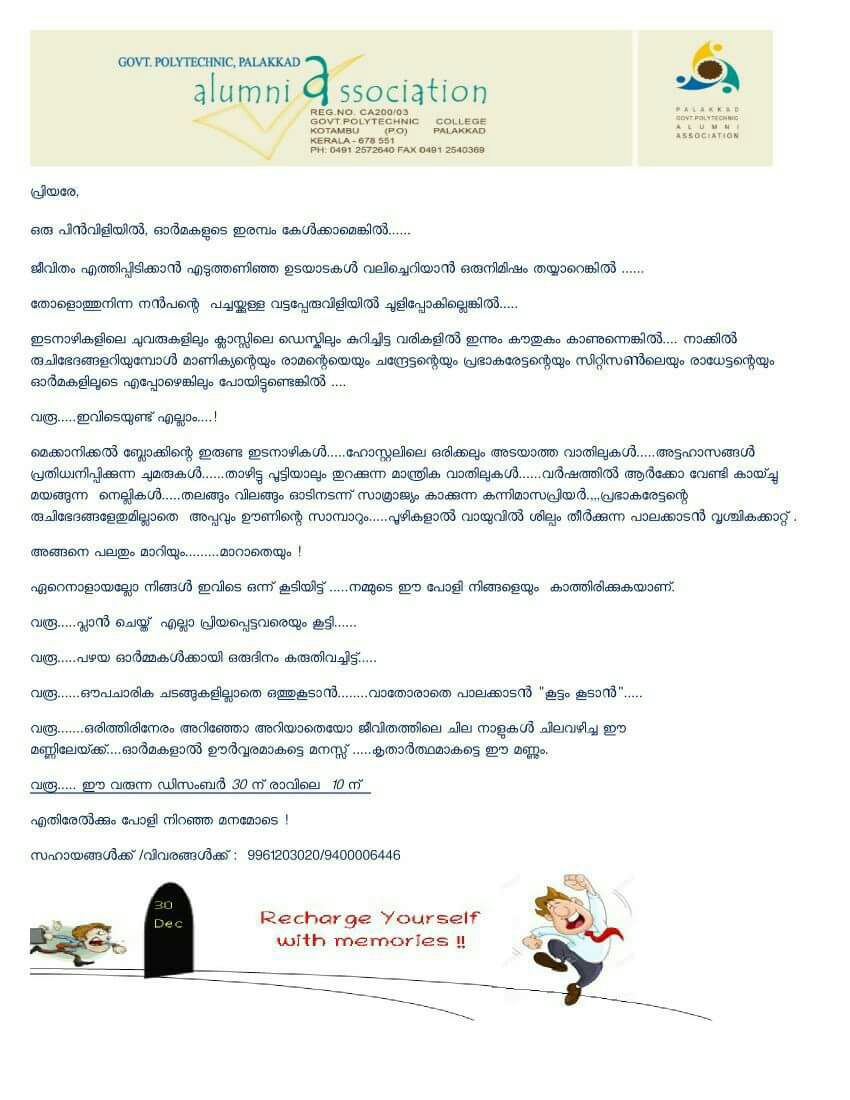 GOVT. POLYTECHNIC, PALAKKAD
alumni association
REG.NO. CA200/03
GOVT.POLYTECHNIC COLLEGE
KOTAMBU (P.O) PALAKKAD
KERALA - 678 551
PH: 0491 2572640 FAX 0491 2540369
PALAKKAD
GOVT.POLYTECHNIC
ALUMNI
ASSOCIATION
പ്രിയരേ,
ഒരു പിൻവിളിയിൽ, ഓർമകളുടെ ഇരമ്പം കേൾക്കാമെങ്കിൽ......
ജീവിതം എത്തിപ്പിടിക്കാൻ എടുത്തണിഞ്ഞ ഉടയാടകൾ വലിച്ചെറിയാൻ ഒരുനിമിഷം തയ്യാറെങ്കിൽ ......
തോളൊത്തുനിന്ന നൻപന്റെ പച്ചയ്ക്കുള്ള വട്ടപ്പേരുവിളിയിൽ ചൂളിപ്പോകില്ലെങ്കിൽ.....
ഇടനാഴികളിലെ ചുവരുകളിലും ക്ലാസ്സിലെ ഡെസ്കിലും കുറിച്ചിട്ട വരികളിൽ ഇന്നും കൗതുകം കാണുന്നെങ്കിൽ.... നാക്കിൽ
രുചിഭേദങ്ങളറിയുമ്പോൾ മാണിക്യന്റെയും രാമന്റെയെയും ചന്ദ്രേട്ടന്റെയും പ്രഭാകരേട്ടന്റെയും സിറ്റിസൺലെയും രാധേട്ടന്റെയും
ഓർമകളിലൂടെ എപ്പോഴെങ്കിലും പോയിട്ടുണ്ടെങ്കിൽ ....
വരൂ.....ഇവിടെയുണ്ട് എല്ലാം....!
മെക്കാനിക്കൽ ബ്ലോക്കിന്റെ ഇരുണ്ട ഇടനാഴികൾ.....ഹോസ്റ്റലിലെ ഒരിക്കലും അടയാത്ത വാതിലുകൾ.....അട്ടഹാസങ്ങൾ
പ്രതിധ്വനിപ്പിക്കുന്ന ചുമരുകൾ......താഴിട്ടു പൂട്ടിയാലും തുറക്കുന്ന മാന്ത്രിക വാതിലുകൾ......വർഷത്തിൽ ആർക്കോ വേണ്ടി കായ്ച്ചു
മയങ്ങുന്ന നെല്ലികൾ.....തലങ്ങും വിലങ്ങും ഓടിനടന്ന് സാമ്രാജ്യം കാക്കുന്ന കന്നിമാസപ്രിയർ.,,,പ്രഭാകരേട്ടന്റെ
രുചിഭേദങ്ങളേതുമില്ലാതെ അപ്പവും ഊണിന്റെ സാമ്പാറും.....പൂഴികളാൽ വായുവിൽ ശില്പം തീർക്കുന്ന പാലക്കാടൻ വൃശ്ചികക്കാറ്റ് .
അങ്ങനെ പലതും മാറിയും.........മാറാതെയും !
ഏറെനാളായല്ലോ നിങ്ങൾ ഇവിടെ ഒന്ന് കൂടിയിട്ട് .....നമ്മുടെ ഈ പോളി നിങ്ങളെയും കാത്തിരിക്കുകയാണ്.
വരൂ.....പ്ലാൻ ചെയ്ത് എല്ലാ പ്രിയപ്പെട്ടവരെയും കൂട്ടി......
വരൂ.....പഴയ ഓർമ്മകൾക്കായി ഒരുദിനം കരുതിവച്ചിട്ട്.....
വരൂ......ഔപചാരിക ചടങ്ങുകളില്ലാതെ ഒത്തുകൂടാൻ........വാതോരാതെ പാലക്കാടൻ "കൂട്ടം കൂടാൻ".....
വരൂ.......ഒരിത്തിരിനേരം അറിഞ്ഞോ അറിയാതെയോ ജീവിതത്തിലെ ചില നാളുകൾ ചിലവഴിച്ച ഈ
മണ്ണിലേയ്ക്ക്....ഓർമകളാൽ ഊർവ്വരമാകട്ടെ മനസ്സ് .....കൃതാർത്ഥമാകട്ടെ ഈ മണ്ണും.
വരൂ..... ഈ വരുന്ന ഡിസംബർ 30 ന് രാവിലെ 10 ന്
എതിരേൽക്കും പോളി നിറഞ്ഞ മനമോടെ !
സഹായങ്ങൾക്ക് /വിവരങ്ങൾക്ക് : 9961203020/9400006446
30
Dec
Recharge Yourself
with memories !!